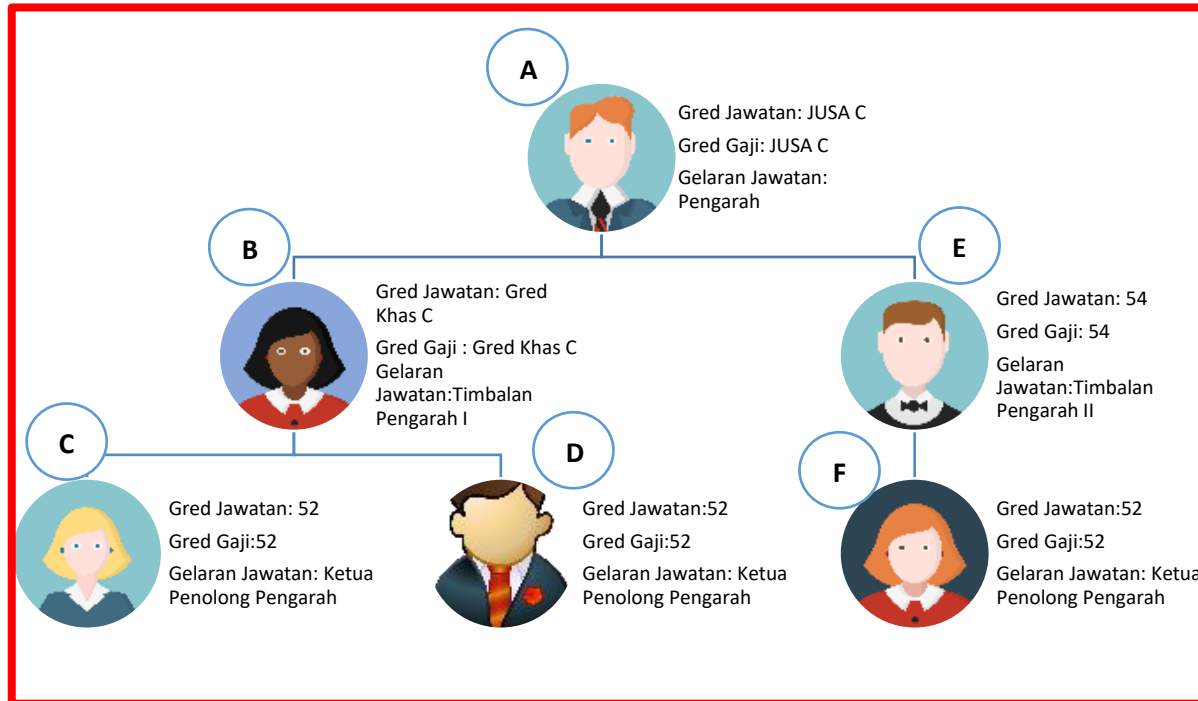 A
Gred Jawatan: JUSA C
Gred Gaji: JUSA C
Gelaran Jawatan:
Pengarah
B
Gred Jawatan: Gred
Khas C
Gred Gaji : Gred Khas C
Gelaran
Jawatan:Timbalan
Pengarah I
E
Gred Jawatan: 54
Gred Gaji: 54
Gelaran
Jawatan:Timbalan
Pengarah II
C
Gred Jawatan: 52
Gred Gaji:52
Gelaran Jawatan: Ketua
Penolong Pengarah
D
Gred Jawatan:52
Gred Gaji:52
Gelaran Jawatan: Ketua
Penolong Pengarah
F
Gred Jawatan:52
Gred Gaji:52
Gelaran Jawatan: Ketua
Penolong Pengarah